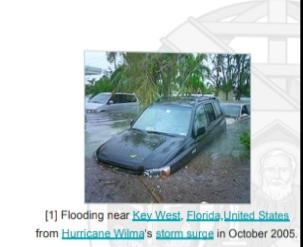 [1] Flooding near Key West, Florida,United States
from Hurricane Wilma's storm surge in October 2005.